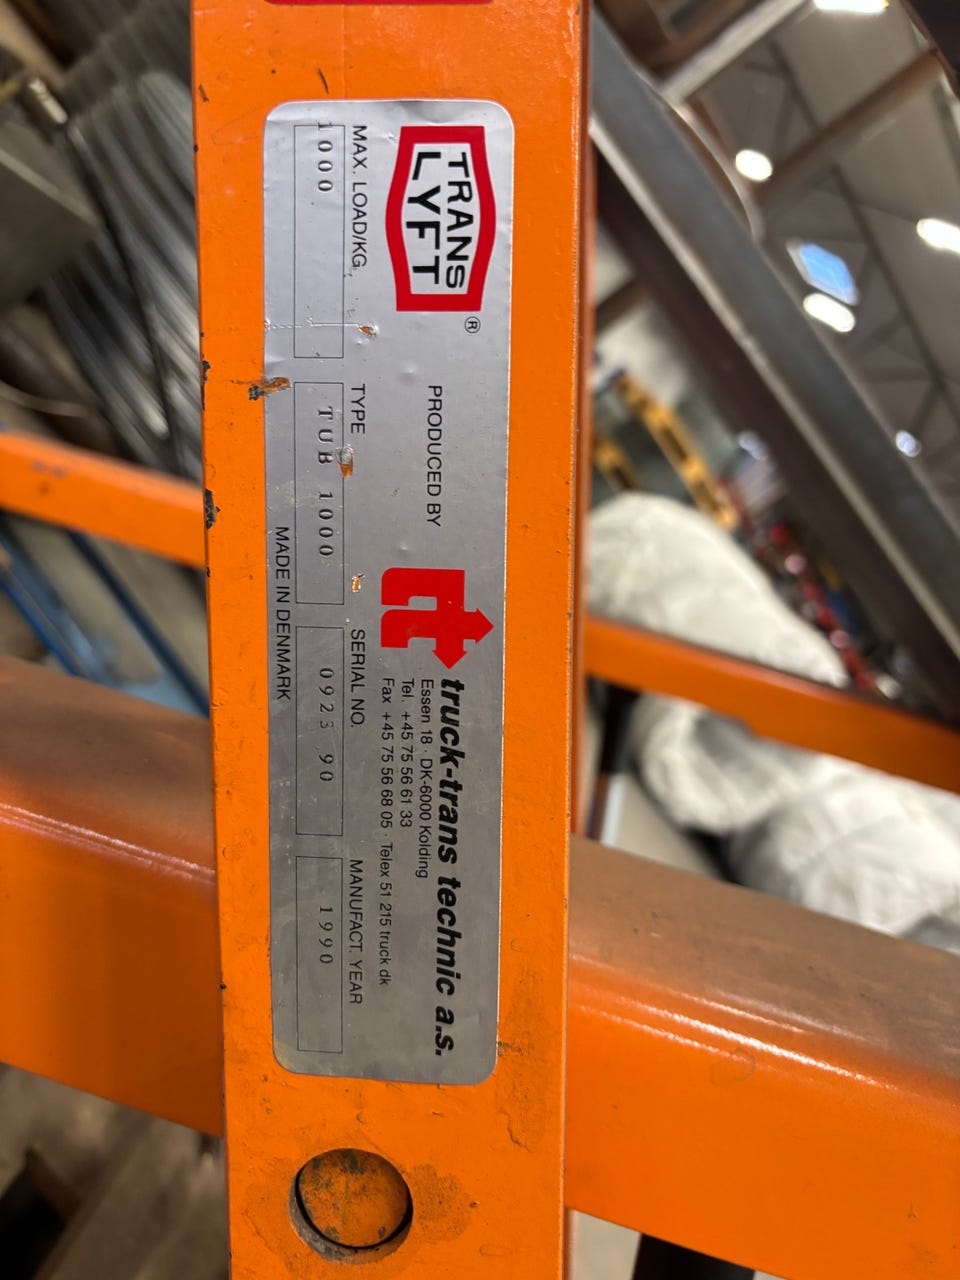 TRANS
LYFT
®
PRODUCED BY
truck-trans technic a.s.
Essen 18 · DK-6000 Kolding
Tel. +45 75 56 61 33
Fax +45 75 56 68 05 · Telex 51 215 truck dk
MAX. LOAD/KG.
TYPE
SERIAL NO.
MANUFACT. YEAR
1000
TUB 1000
0923 90
1990
MADE IN DENMARK